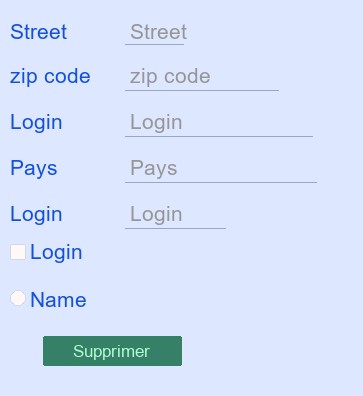 Street Street
zip code zip code
Login Login
Pays Pays
Login Login
Login
Name
Supprimer